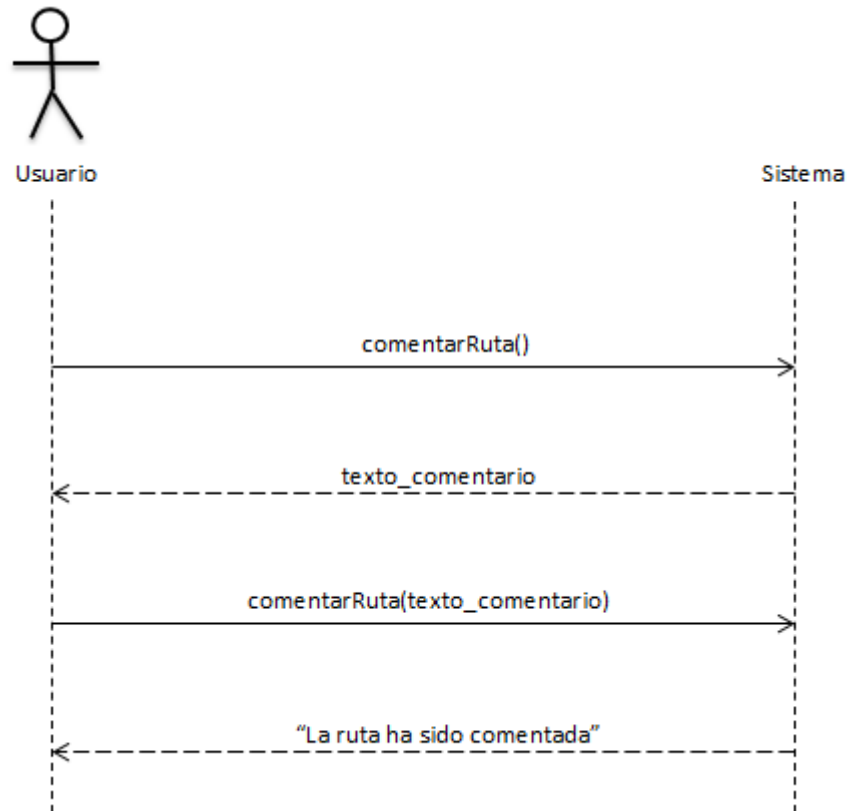 Usuario
Sistema
comentarRuta()
texto_comentario
comentarRuta(texto_comentario)
“La ruta ha sido comentada”